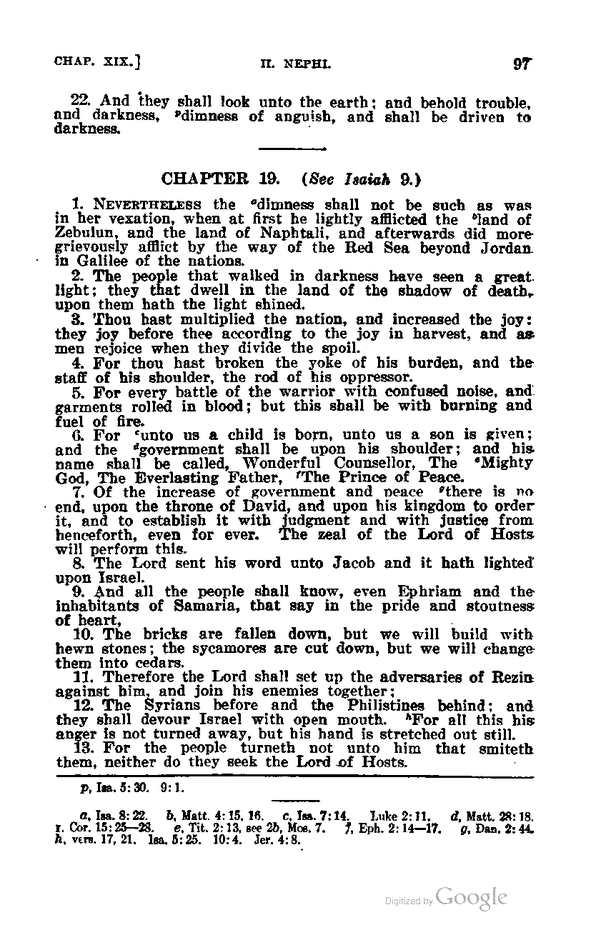 CHAP. XIX.] II. NEPHI. 97
22. And they shall look unto the earth; and behold trouble,
and darkness, ᵖdimness of anguish, and shall be driven to
darkness.
CHAPTER 19. (See Isaiah 9.)
1. NEVERTHELESS the ᵃdimness shall not be such as was
in her vexation, when at first he lightly afflicted the ᵇland of
Zebulun, and the land of Naphtali, and afterwards did more
grievously afflict by the way of the Red Sea beyond Jordan
in Galilee of the nations.
2. The people that walked in darkness have seen a great
light; they that dwell in the land of the shadow of death,
upon them hath the light shined.
3. Thou hast multiplied the nation, and increased the joy:
they joy before thee according to the joy in harvest, and as
men rejoice when they divide the spoil.
4. For thou hast broken the yoke of his burden, and the
staff of his shoulder, the rod of his oppressor.
5. For every battle of the warrior with confused noise, and
garments rolled in blood; but this shall be with burning and
fuel of fire.
6. For ᶜunto us a child is born, unto us a son is given;
and the ᵈgovernment shall be upon his shoulder; and his
name shall be called, Wonderful Counsellor, The ᵉMighty
God, The Everlasting Father, ᶠThe Prince of Peace.
7. Of the increase of government and peace ᵍthere is no
end, upon the throne of David, and upon his kingdom to order
it, and to establish it with judgment and with justice from
henceforth, even for ever. The zeal of the Lord of Hosts
will perform this.
8. The Lord sent his word unto Jacob and it hath lighted
upon Israel.
9. And all the people shall know, even Ephriam and the
inhabitants of Samaria, that say in the pride and stoutness
of heart,
10. The bricks are fallen down, but we will build with
hewn stones; the sycamores are cut down, but we will change
them into cedars.
11. Therefore the Lord shall set up the adversaries of Rezin
against him, and join his enemies together;
12. The Syrians before and the Philistines behind; and
they shall devour Israel with open mouth. ʰFor all this his
anger is not turned away, but his hand is stretched out still.
13. For the people turneth not unto him that smiteth
them, neither do they seek the Lord of Hosts.
p, Isa. 5:30. 9:1.
a, Isa. 8:22. b, Matt. 4:15, 16. c, Isa. 7:14. Luke 2:11. d, Matt. 28:18.
I. Cor. 15:25—28. e, Tit. 2:13, see 2b, Mos. 7. f, Eph. 2:14—17. g, Dan. 2:44.
h, vers. 17, 21. Isa. 5:25. 10:4. Jer. 4:8.
Digitized by Google